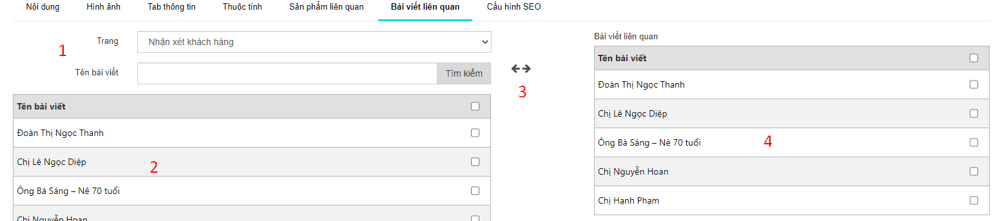 Nội dung Hình ảnh Tab thông tin Thuộc tính Sản phẩm liên quan Bài viết liên quan Cấu hình SEO
1
Trang Nhận xét khách hàng
Tên bài viết Tìm kiếm
Tên bài viết
Đoàn Thị Ngọc Thanh
Chị Lê Ngọc Diệp
2
Ông Bà Sáng – Nê 70 tuổi
Chị Nguyễn Hoan
3
Bài viết liên quan
Tên bài viết
Đoàn Thị Ngọc Thanh
Chị Lê Ngọc Diệp
Ông Bà Sáng – Nê 70 tuổi
4
Chị Nguyễn Hoan
Chị Hạnh Phạm